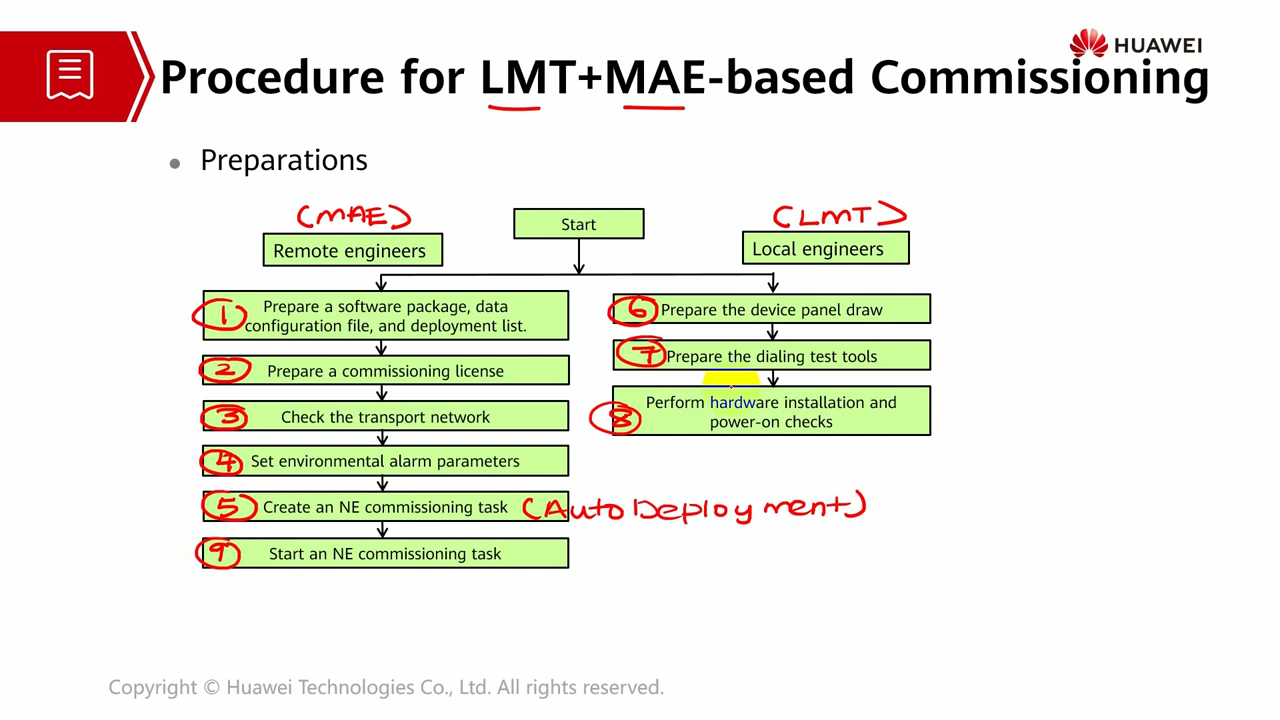 HUAWEI
Procedure for LMT+MAE-based Commissioning
Preparations
(MAE)
Start
(LMT)
Remote engineers
Local engineers
1
Prepare a software package, data
configuration file, and deployment list.
2
Prepare a commissioning license
3
Check the transport network
4
Set environmental alarm parameters
5
Create an NE commissioning task
(Auto Deployment)
9
Start an NE commissioning task
6
Prepare the device panel draw
7
Prepare the dialing test tools
8
Perform hardware installation and
power-on checks
Copyright © Huawei Technologies Co., Ltd. All rights reserved.